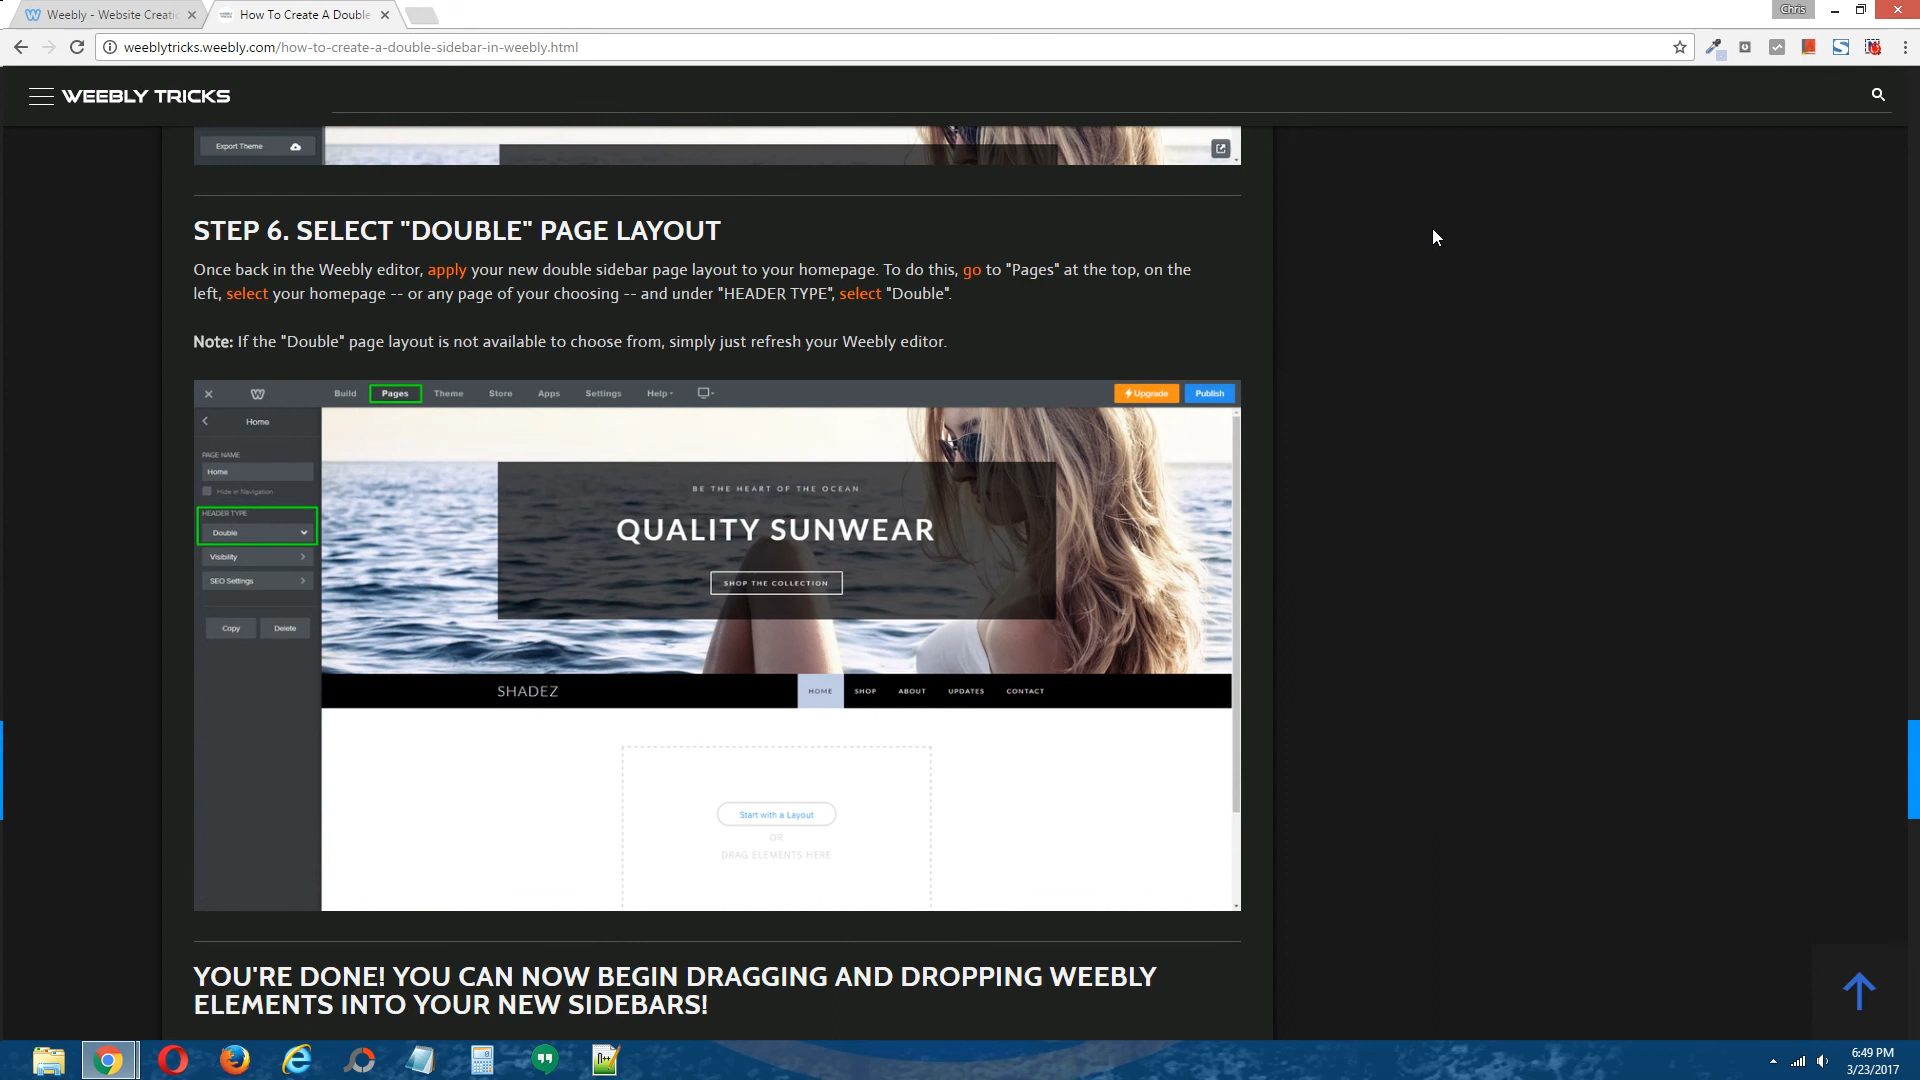 Weebly - Website Creati
How To Create A Double
Chris
weeblytricks.weebly.com/how-to-create-a-double-sidebar-in-weebly.html
WEEBLY TRICKS
Export Theme
STEP 6. SELECT "DOUBLE" PAGE LAYOUT
Once back in the Weebly editor, apply your new double sidebar page layout to your homepage. To do this, go to "Pages" at the top, on the
left, select your homepage -- or any page of your choosing -- and under "HEADER TYPE", select "Double".
Note: If the "Double" page layout is not available to choose from, simply just refresh your Weebly editor.
Build Pages Theme Store Apps Settings Help Upgrade Publish
Home
PAGE NAME
Home
Hide in Navigation
HEADER TYPE
Double
Visibility
SEO Settings
Copy Delete
BE THE HEART OF THE OCEAN
QUALITY SUNWEAR
SHOP THE COLLECTION
SHADEZ HOME SHOP ABOUT UPDATES CONTACT
Start with a Layout
OR
DRAG ELEMENTS HERE
YOU'RE DONE! YOU CAN NOW BEGIN DRAGGING AND DROPPING WEEBLY
ELEMENTS INTO YOUR NEW SIDEBARS!
6:49 PM
3/23/2017